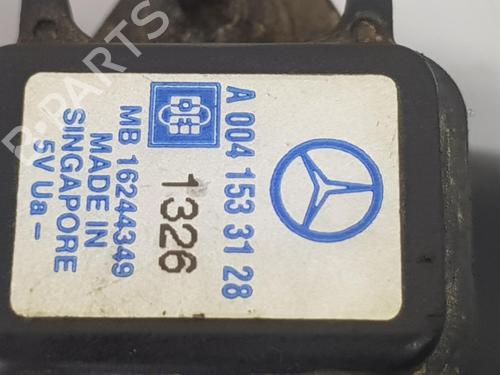 A 004 153 31 28
1326
MB 16244349
MADE IN
SINGAPORE
5V Ua-
B-PARTS